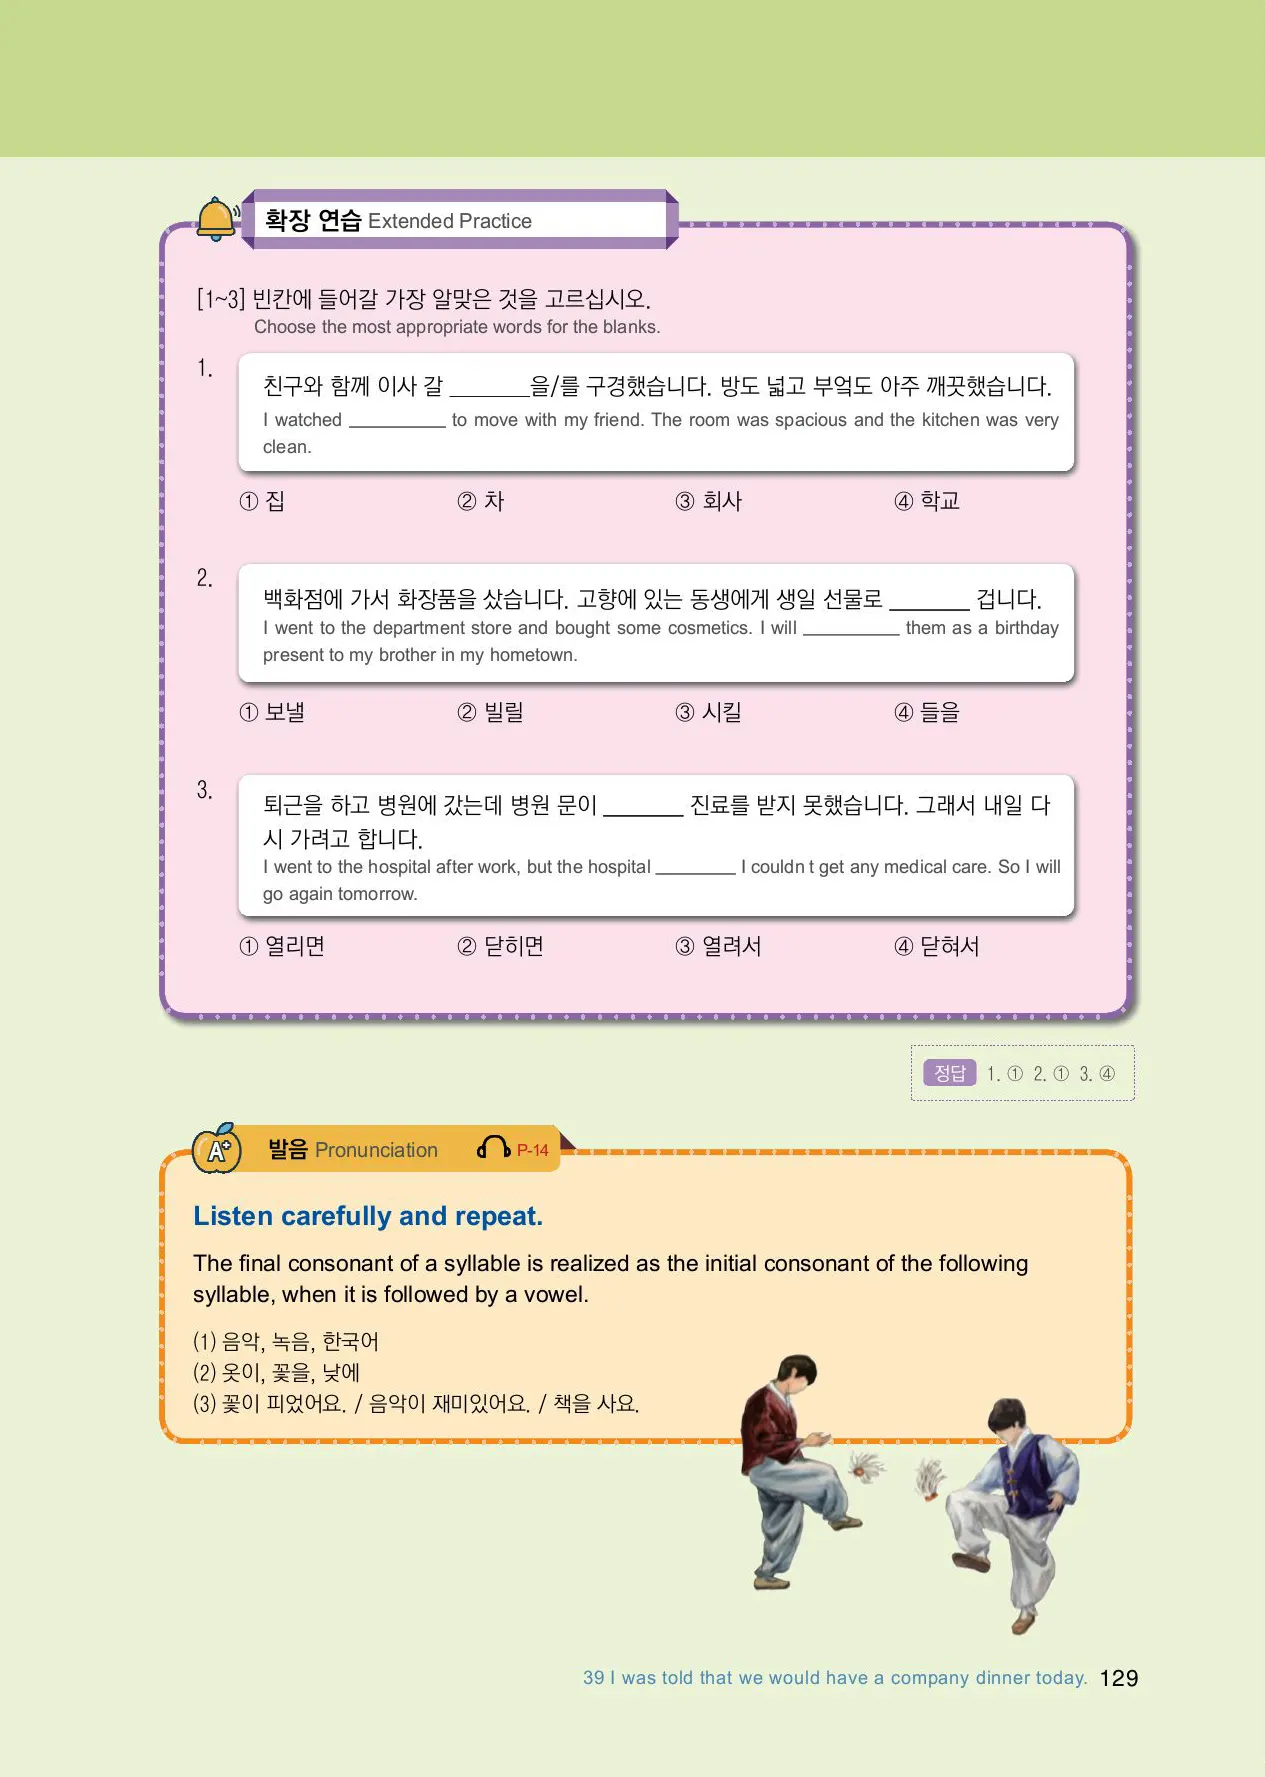 확장 연습 Extended Practice
[1~3] 빈칸에 들어갈 가장 알맞은 것을 고르십시오.
Choose the most appropriate words for the blanks.
1.
친구와 함께 이사 갈 ________을/를 구경했습니다. 방도 넓고 부엌도 아주 깨끗했습니다.
I watched __________ to move with my friend. The room was spacious and the kitchen was very
clean.
① 집 ② 차 ③ 회사 ④ 학교
2.
백화점에 가서 화장품을 샀습니다. 고향에 있는 동생에게 생일 선물로 ________ 겁니다.
I went to the department store and bought some cosmetics. I will __________ them as a birthday
present to my brother in my hometown.
① 보낼 ② 빌릴 ③ 시킬 ④ 들을
3.
퇴근을 하고 병원에 갔는데 병원 문이 ________ 진료를 받지 못했습니다. 그래서 내일 다
시 가려고 합니다.
I went to the hospital after work, but the hospital ________ I couldn t get any medical care. So I will
go again tomorrow.
① 열리면 ② 닫히면 ③ 열려서 ④ 닫혀서
정답 1. ① 2. ① 3. ④
A+ 발음 Pronunciation P-14
Listen carefully and repeat.
The final consonant of a syllable is realized as the initial consonant of the following
syllable, when it is followed by a vowel.
(1) 음악, 녹음, 한국어
(2) 옷이, 꽃을, 낮에
(3) 꽃이 피었어요. / 음악이 재미있어요. / 책을 사요.
39 I was told that we would have a company dinner today. 129